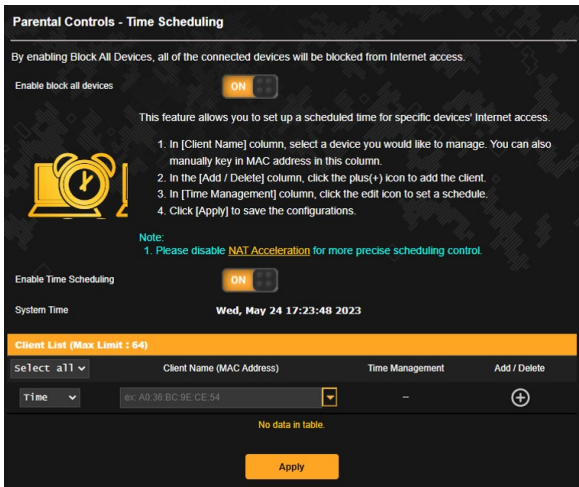 Parental Controls - Time Scheduling
By enabling Block All Devices, all of the connected devices will be blocked from Internet access.
Enable block all devices
ON
This feature allows you to set up a scheduled time for specific devices' Internet access.
1. In [Client Name] column, select a device you would like to manage. You can also
manually key in MAC address in this column.
2. In the [Add / Delete] column, click the plus(+) icon to add the client.
3. In [Time Management] column, click the edit icon to set a schedule.
4. Click [Apply] to save the configurations.
Note:
1. Please disable NAT Acceleration for more precise scheduling control.
Enable Time Scheduling
ON
System Time
Wed, May 24 17:23:48 2023
Client List (Max Limit : 64)
Select all
Client Name (MAC Address)
Time Management
Add / Delete
Time
ex: A0:36:BC:9E:CE:54
–
No data in table.
Apply